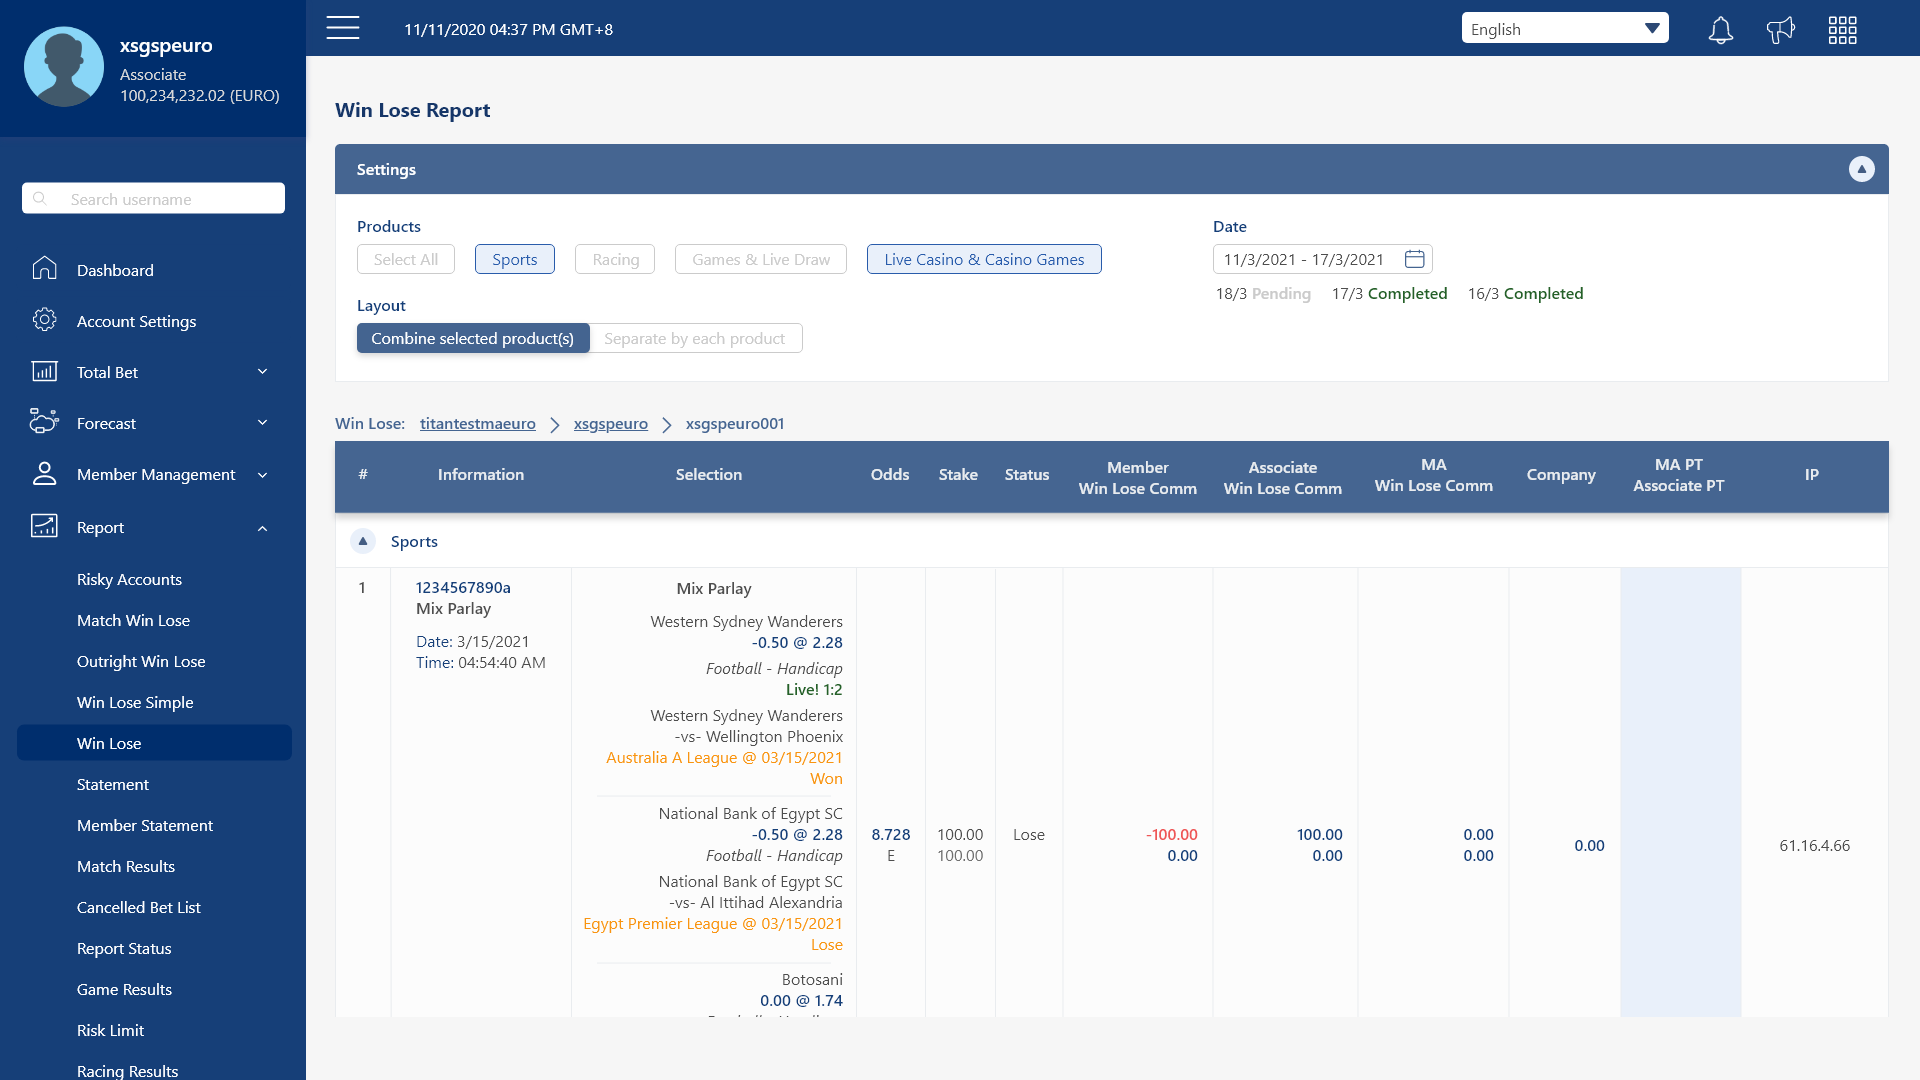 xsgspeuro
Associate
100,234,232.02 (EURO)
11/11/2020 04:37 PM GMT+8
English
Search username
Dashboard
Account Settings
Total Bet
Forecast
Member Management
Report
Risky Accounts
Match Win Lose
Outright Win Lose
Win Lose Simple
Win Lose
Statement
Member Statement
Match Results
Cancelled Bet List
Report Status
Game Results
Risk Limit
Racing Results
Win Lose Report
Settings
Products
Select All Sports Racing Games & Live Draw Live Casino & Casino Games
Layout
Combine selected product(s) Separate by each product
Date
11/3/2021 - 17/3/2021
18/3 Pending 17/3 Completed 16/3 Completed
Win Lose: titantestmaeuro xsgspeuro xsgspeuro001
# Information Selection Odds Stake Status
Member
Win Lose Comm
Associate
Win Lose Comm
MA
Win Lose Comm
Company
MA PT
Associate PT
IP
Sports
1
1234567890a
Mix Parlay
Date: 3/15/2021
Time: 04:54:40 AM
Mix Parlay
Western Sydney Wanderers
-0.50 @ 2.28
Football - Handicap
Live! 1:2
Western Sydney Wanderers
-vs- Wellington Phoenix
Australia A League @ 03/15/2021
Won
National Bank of Egypt SC
-0.50 @ 2.28
Football - Handicap
National Bank of Egypt SC
-vs- Al Ittihad Alexandria
Egypt Premier League @ 03/15/2021
Lose
Botosani
0.00 @ 1.74
8.728
E
100.00
100.00
Lose
-100.00
0.00
100.00
0.00
0.00
0.00
0.00
61.16.4.66